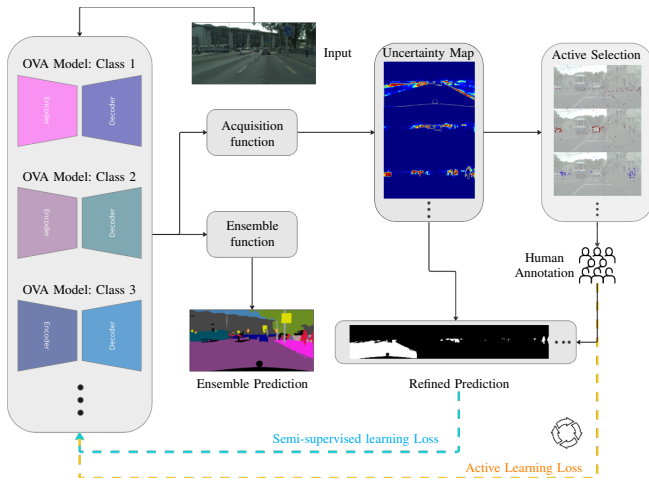 OVA Model: Class 1
Encoder
Decoder
OVA Model: Class 2
Encoder
Decoder
OVA Model: Class 3
Encoder
Decoder
Input
Acquisition
function
Ensemble
function
Ensemble Prediction
Uncertainty Map
Active Selection
Human
Annotation
Refined Prediction
Semi-supervised learning Loss
Active Learning Loss